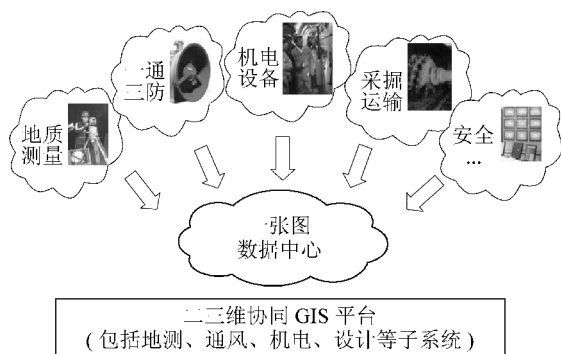 地质
测量
一通
三防
机电
设备
采掘
运输
安全
...
一张图
数据中心
二三维协同 GIS 平台
( 包括地测、通风、机电、设计等子系统 )